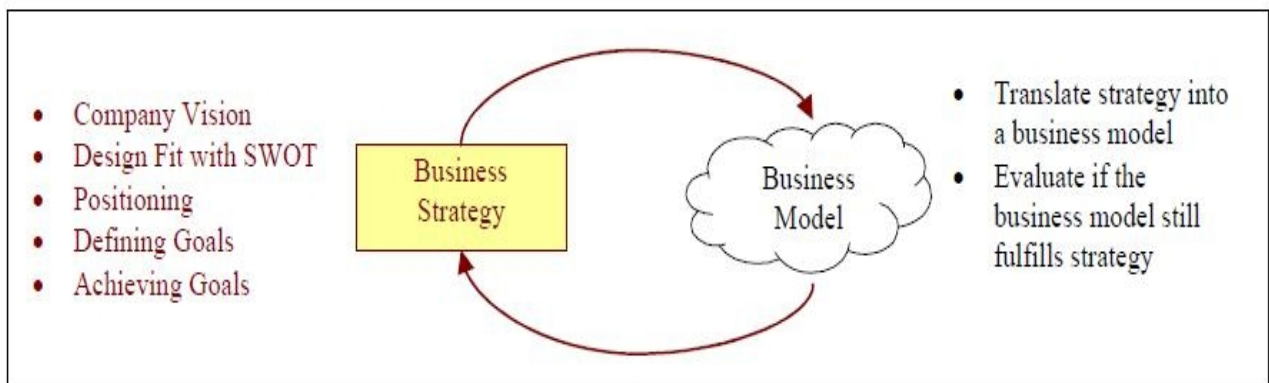 • Company Vision
• Design Fit with SWOT
• Positioning
• Defining Goals
• Achieving Goals
Business
Strategy
Business
Model
• Translate strategy into
a business model
• Evaluate if the
business model still
fulfills strategy